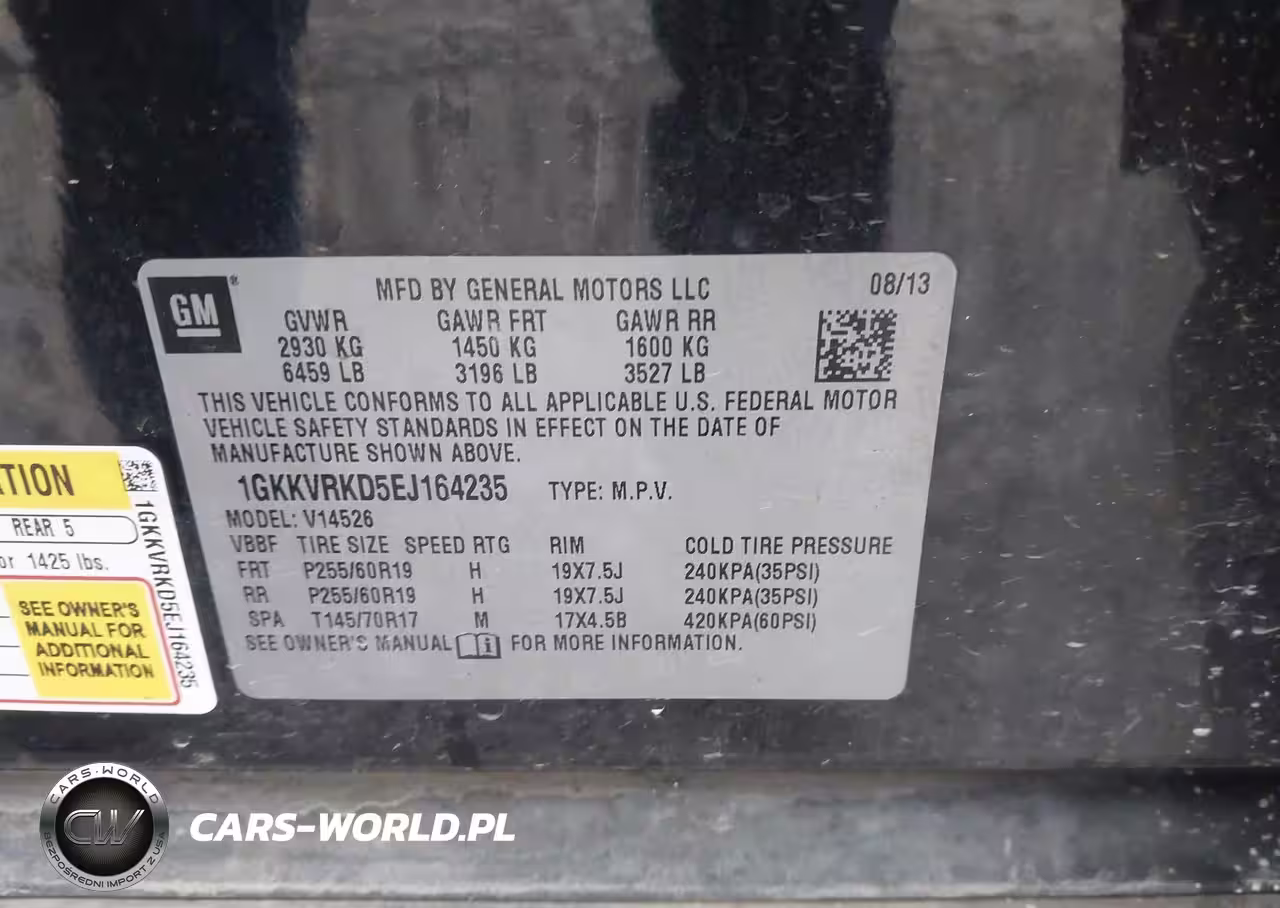 GM ®
MFD BY GENERAL MOTORS LLC 08/13
GVWR GAWR FRT GAWR RR
2930 KG 1450 KG 1600 KG
6459 LB 3196 LB 3527 LB
THIS VEHICLE CONFORMS TO ALL APPLICABLE U.S. FEDERAL MOTOR
VEHICLE SAFETY STANDARDS IN EFFECT ON THE DATE OF
MANUFACTURE SHOWN ABOVE.
1GKKVRKD5EJ164235 TYPE: M.P.V.
MODEL: V14526
VBBF TIRE SIZE SPEED RTG RIM COLD TIRE PRESSURE
FRT P255/60R19 H 19X7.5J 240KPA(35PSI)
RR P255/60R19 H 19X7.5J 240KPA(35PSI)
SPA T145/70R17 M 17X4.5B 420KPA(60PSI)
SEE OWNER'S MANUAL i FOR MORE INFORMATION.
TION
REAR 5
or 1425 lbs.
SEE OWNER'S
MANUAL FOR
ADDITIONAL
INFORMATION
1GKKVRKD5EJ164235
CARS-WORLD
CW
BEZPOŚREDNI IMPORT Z USA
CARS-WORLD.PL